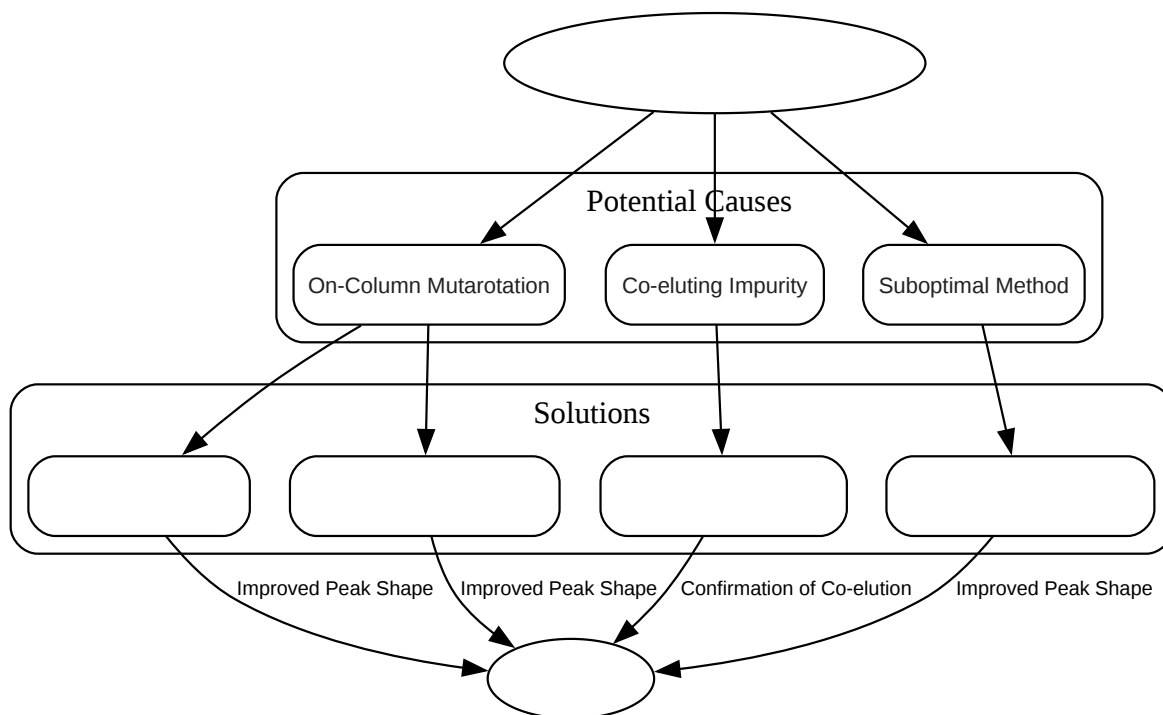 Potential Causes
On-Column Mutarotation
Co-eluting Impurity
Suboptimal Method
Solutions
Improved Peak Shape
Improved Peak Shape
Confirmation of Co-elution
Improved Peak Shape